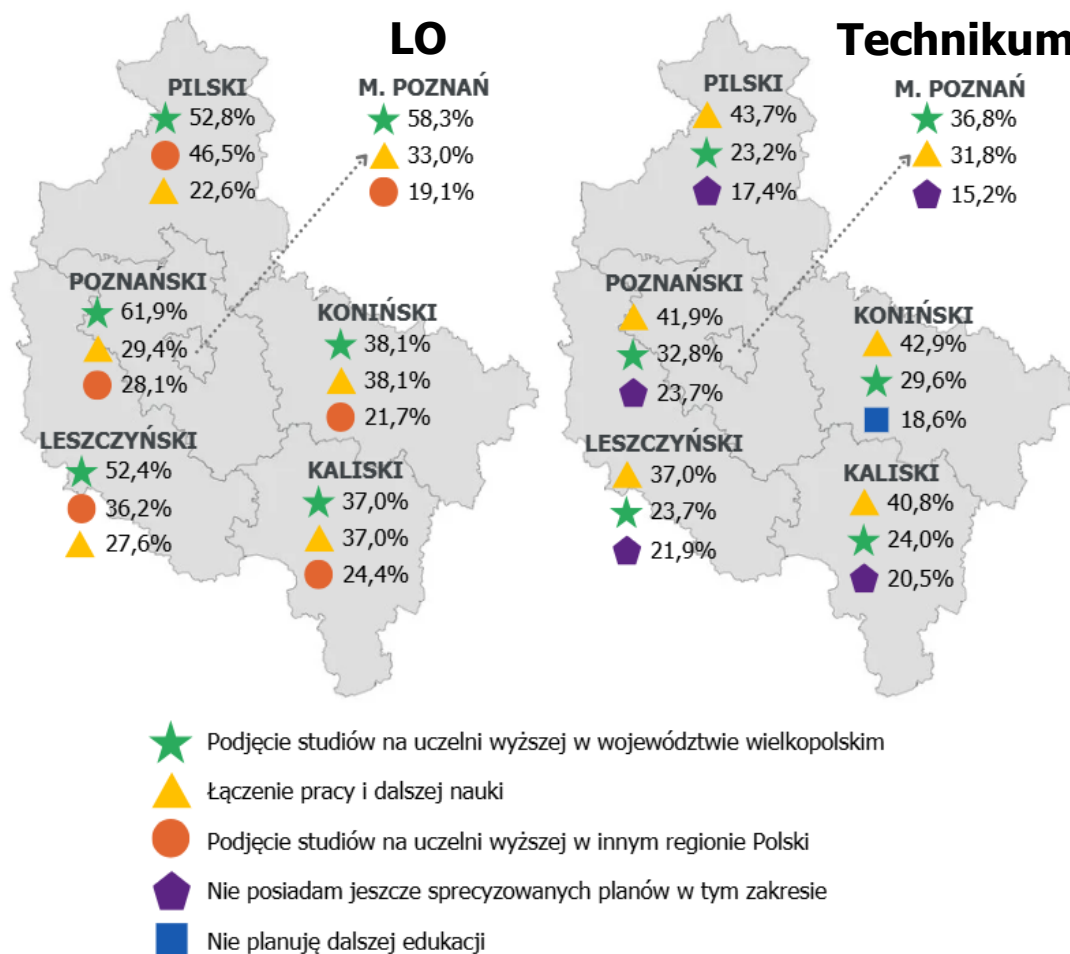 LO
PILSKI
52,8%
46,5%
22,6%
M. POZNAŃ
58,3%
33,0%
19,1%
POZNAŃSKI
61,9%
29,4%
28,1%
KONIŃSKI
38,1%
38,1%
21,7%
LESZCZYŃSKI
52,4%
36,2%
27,6%
KALISKI
37,0%
37,0%
24,4%
Technikum
PILSKI
43,7%
23,2%
17,4%
M. POZNAŃ
36,8%
31,8%
15,2%
POZNAŃSKI
41,9%
32,8%
23,7%
KONIŃSKI
42,9%
29,6%
18,6%
LESZCZYŃSKI
37,0%
23,7%
21,9%
KALISKI
40,8%
24,0%
20,5%
Podjęcie studiów na uczelni wyższej w województwie wielkopolskim
Łączenie pracy i dalszej nauki
Podjęcie studiów na uczelni wyższej w innym regionie Polski
Nie posiadam jeszcze sprecyzowanych planów w tym zakresie
Nie planuję dalszej edukacji